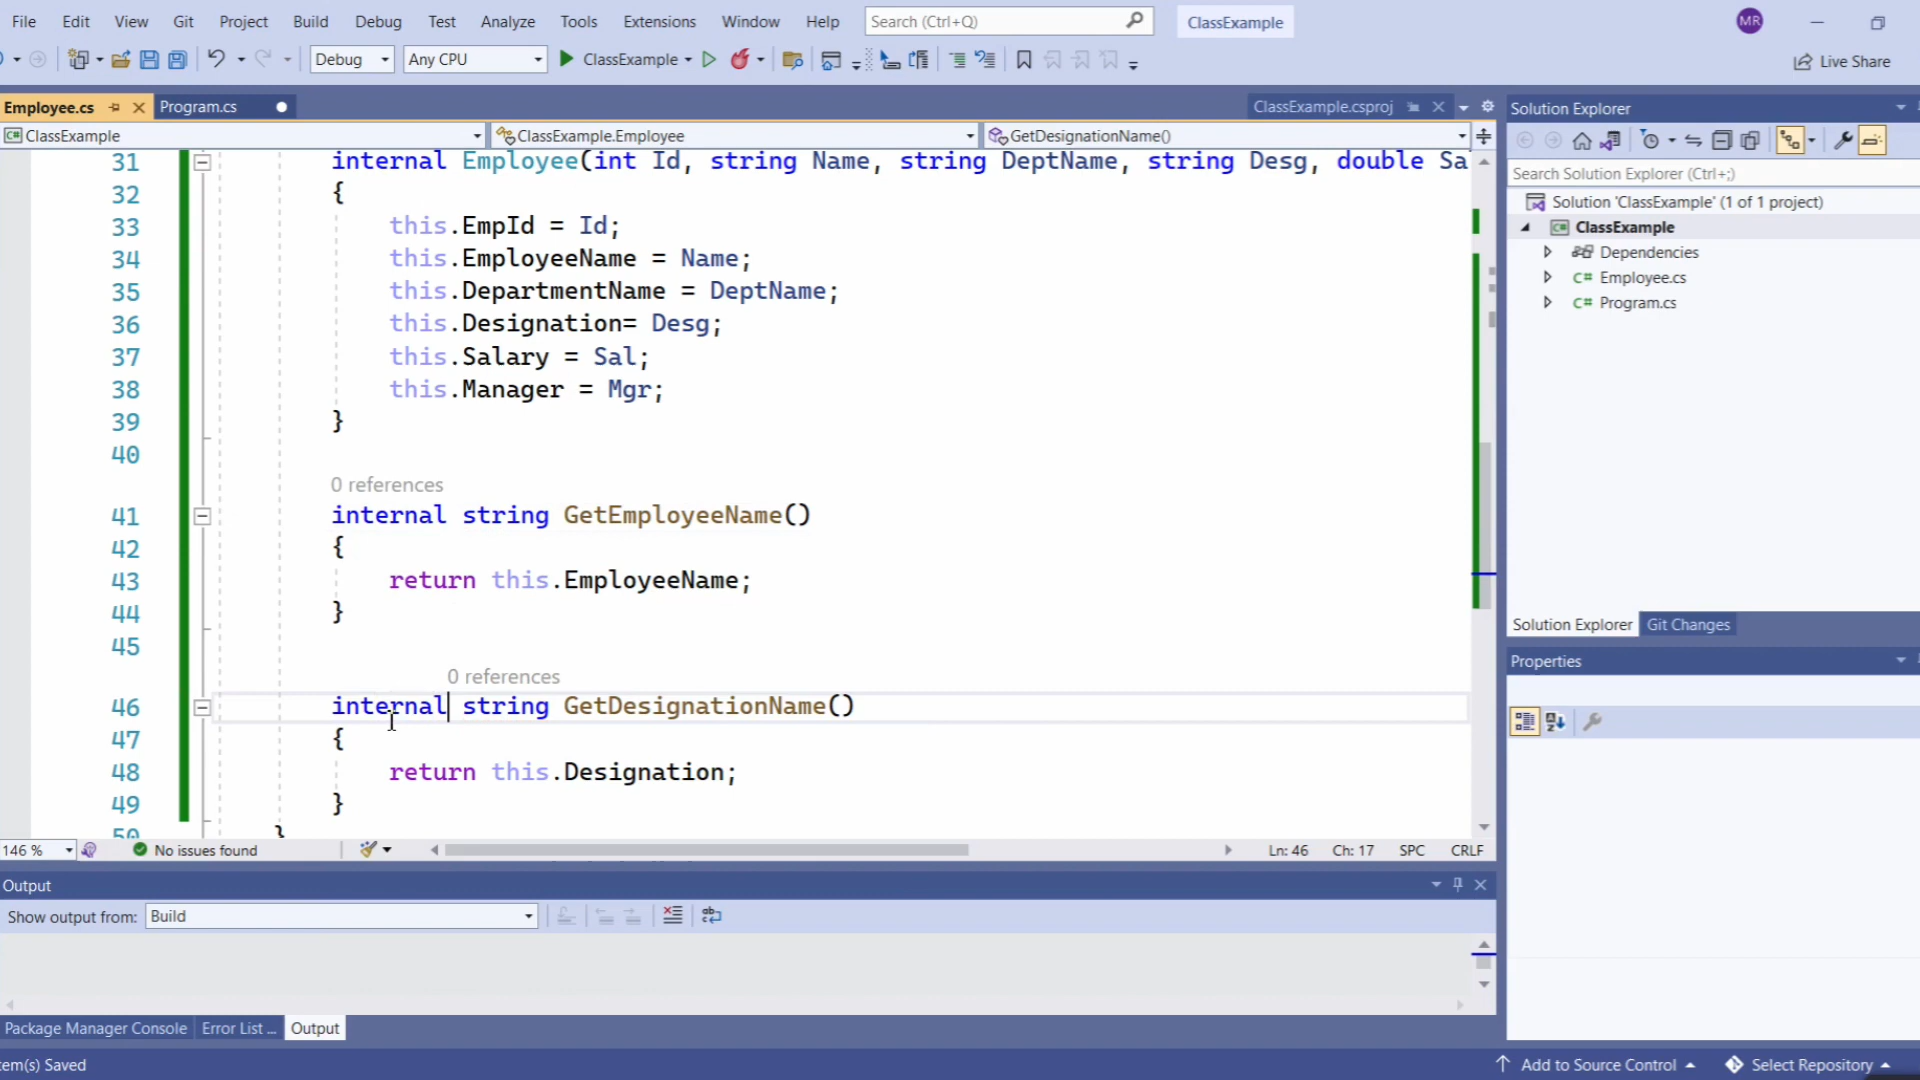 File Edit View Git Project Build Debug Test Analyze Tools Extensions Window Help Search (Ctrl+Q) ClassExample MR
Debug Any CPU ClassExample Live Share
Employee.cs Program.cs ClassExample.csproj
ClassExample ClassExample.Employee GetDesignationName()
31 internal Employee(int Id, string Name, string DeptName, string Desg, double Sa
32 {
33 this.EmpId = Id;
34 this.EmployeeName = Name;
35 this.DepartmentName = DeptName;
36 this.Designation= Desg;
37 this.Salary = Sal;
38 this.Manager = Mgr;
39 }
40
0 references
41 internal string GetEmployeeName()
42 {
43 return this.EmployeeName;
44 }
45
0 references
46 internal string GetDesignationName()
47 {
48 return this.Designation;
49 }
50 }
146 % No issues found Ln: 46 Ch: 17 SPC CRLF
Output
Show output from: Build
Package Manager Console Error List ... Output
em(s) Saved Add to Source Control Select Repository
Solution Explorer
Search Solution Explorer (Ctrl+;)
Solution 'ClassExample' (1 of 1 project)
ClassExample
Dependencies
C# Employee.cs
C# Program.cs
Solution Explorer Git Changes
Properties